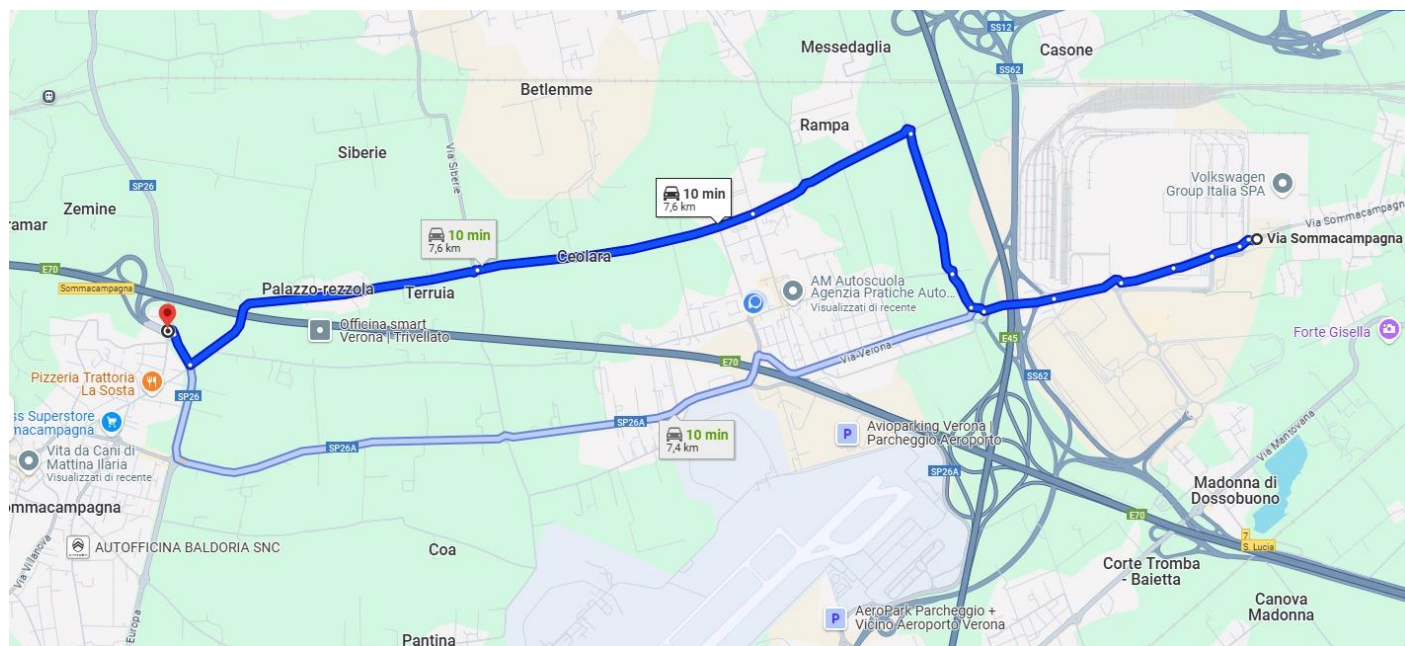 Messedaglia
SS12
Casone
SS62
Betlemme
Rampa
Siberie
Via Siberie
SP26
Volkswagen
Group Italia SPA
Zemine
ramar
10 min
7,6 km
10 min
7,6 km
Via Sommacampagn
Via Sommacampagna
Ceolara
E70
Sommacampagna
Palazzo-rezzola
Terruia
AM Autoscuola
Agenzia Pratiche Auto...
Visualizzati di recente
Officina smart
Verona | Trivellato
Forte Gisella
E45
Via Verona
E70
SS62
Pizzeria Trattoria
La Sosta
SP26
ss Superstore
macampagna
SP26A
SP26A
10 min
7,4 km
Avioparking Verona |
Parcheggio Aeroporto
Via Mantovana
Vita da Cani di
Mattina Ilaria
Visualizzati di recente
SP26A
Madonna di
Dossobuono
ommacampagna
E70
7
S. Lucia
AUTOFFICINA BALDORIA SNC
Coa
Via Villanova
Corte Tromba
- Baietta
Canova
Madonna
AeroPark Parcheggio +
Vicino Aeroporto Verona
Europa
Pantina